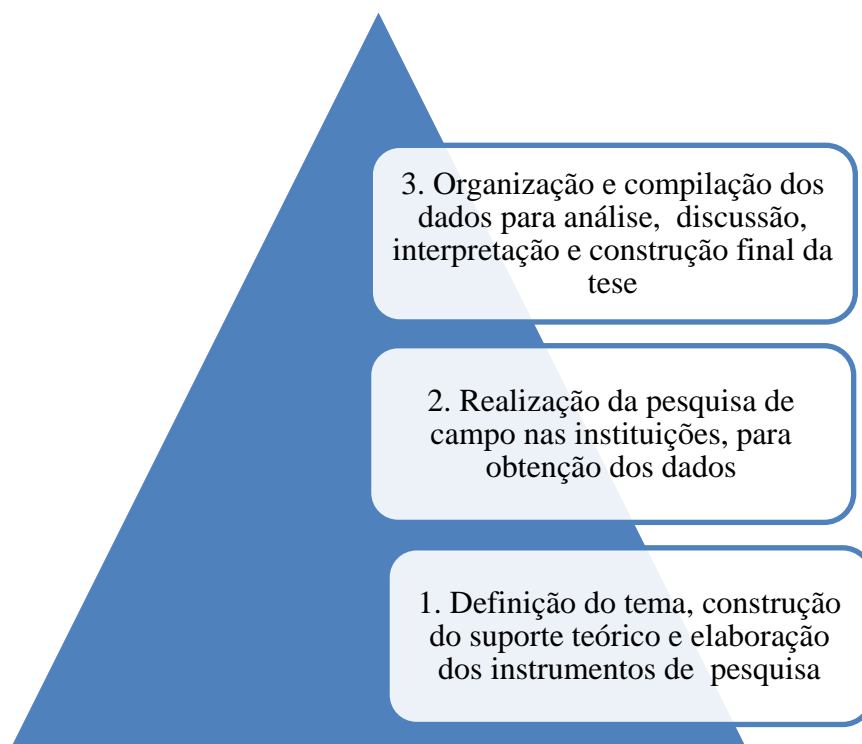 3. Organização e compilação dos
dados para análise, discussão,
interpretação e construção final da
tese
2. Realização da pesquisa de
campo nas instituições, para
obtenção dos dados
1. Definição do tema, construção
do suporte teórico e elaboração
dos instrumentos de pesquisa